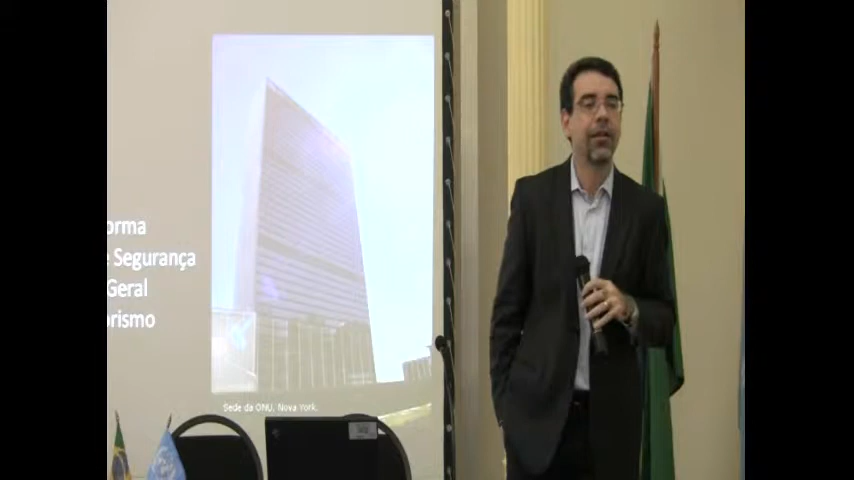 orma
e Segurança
Geral
orismo
Sede da ONU, Nova York.